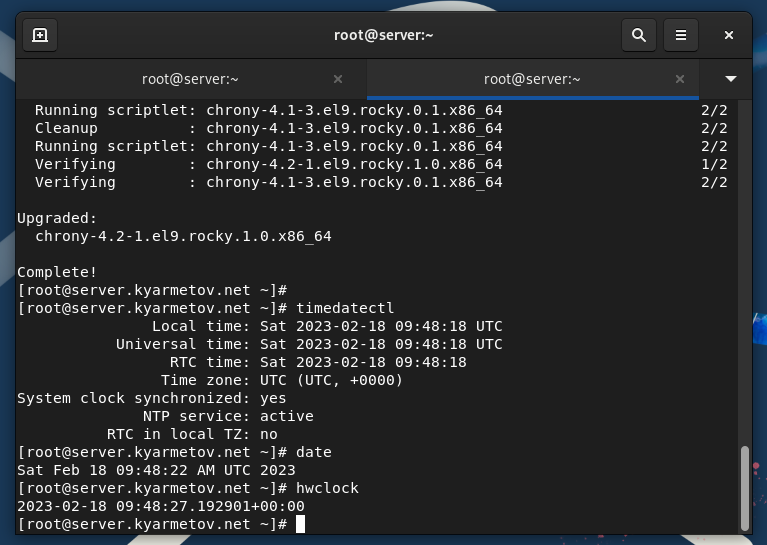 root@server:~
root@server:~
root@server:~
  Running scriptlet: chrony-4.1-3.el9.rocky.0.1.x86_64                      2/2
  Cleanup          : chrony-4.1-3.el9.rocky.0.1.x86_64                      2/2
  Running scriptlet: chrony-4.1-3.el9.rocky.0.1.x86_64                      2/2
  Verifying        : chrony-4.2-1.el9.rocky.1.0.x86_64                      1/2
  Verifying        : chrony-4.1-3.el9.rocky.0.1.x86_64                      2/2
Upgraded:
  chrony-4.2-1.el9.rocky.1.0.x86_64
Complete!
[root@server.kyarmetov.net ~]#
[root@server.kyarmetov.net ~]# timedatectl
               Local time: Sat 2023-02-18 09:48:18 UTC
           Universal time: Sat 2023-02-18 09:48:18 UTC
                 RTC time: Sat 2023-02-18 09:48:18
                Time zone: UTC (UTC, +0000)
System clock synchronized: yes
              NTP service: active
          RTC in local TZ: no
[root@server.kyarmetov.net ~]# date
Sat Feb 18 09:48:22 AM UTC 2023
[root@server.kyarmetov.net ~]# hwclock
2023-02-18 09:48:27.192901+00:00
[root@server.kyarmetov.net ~]#